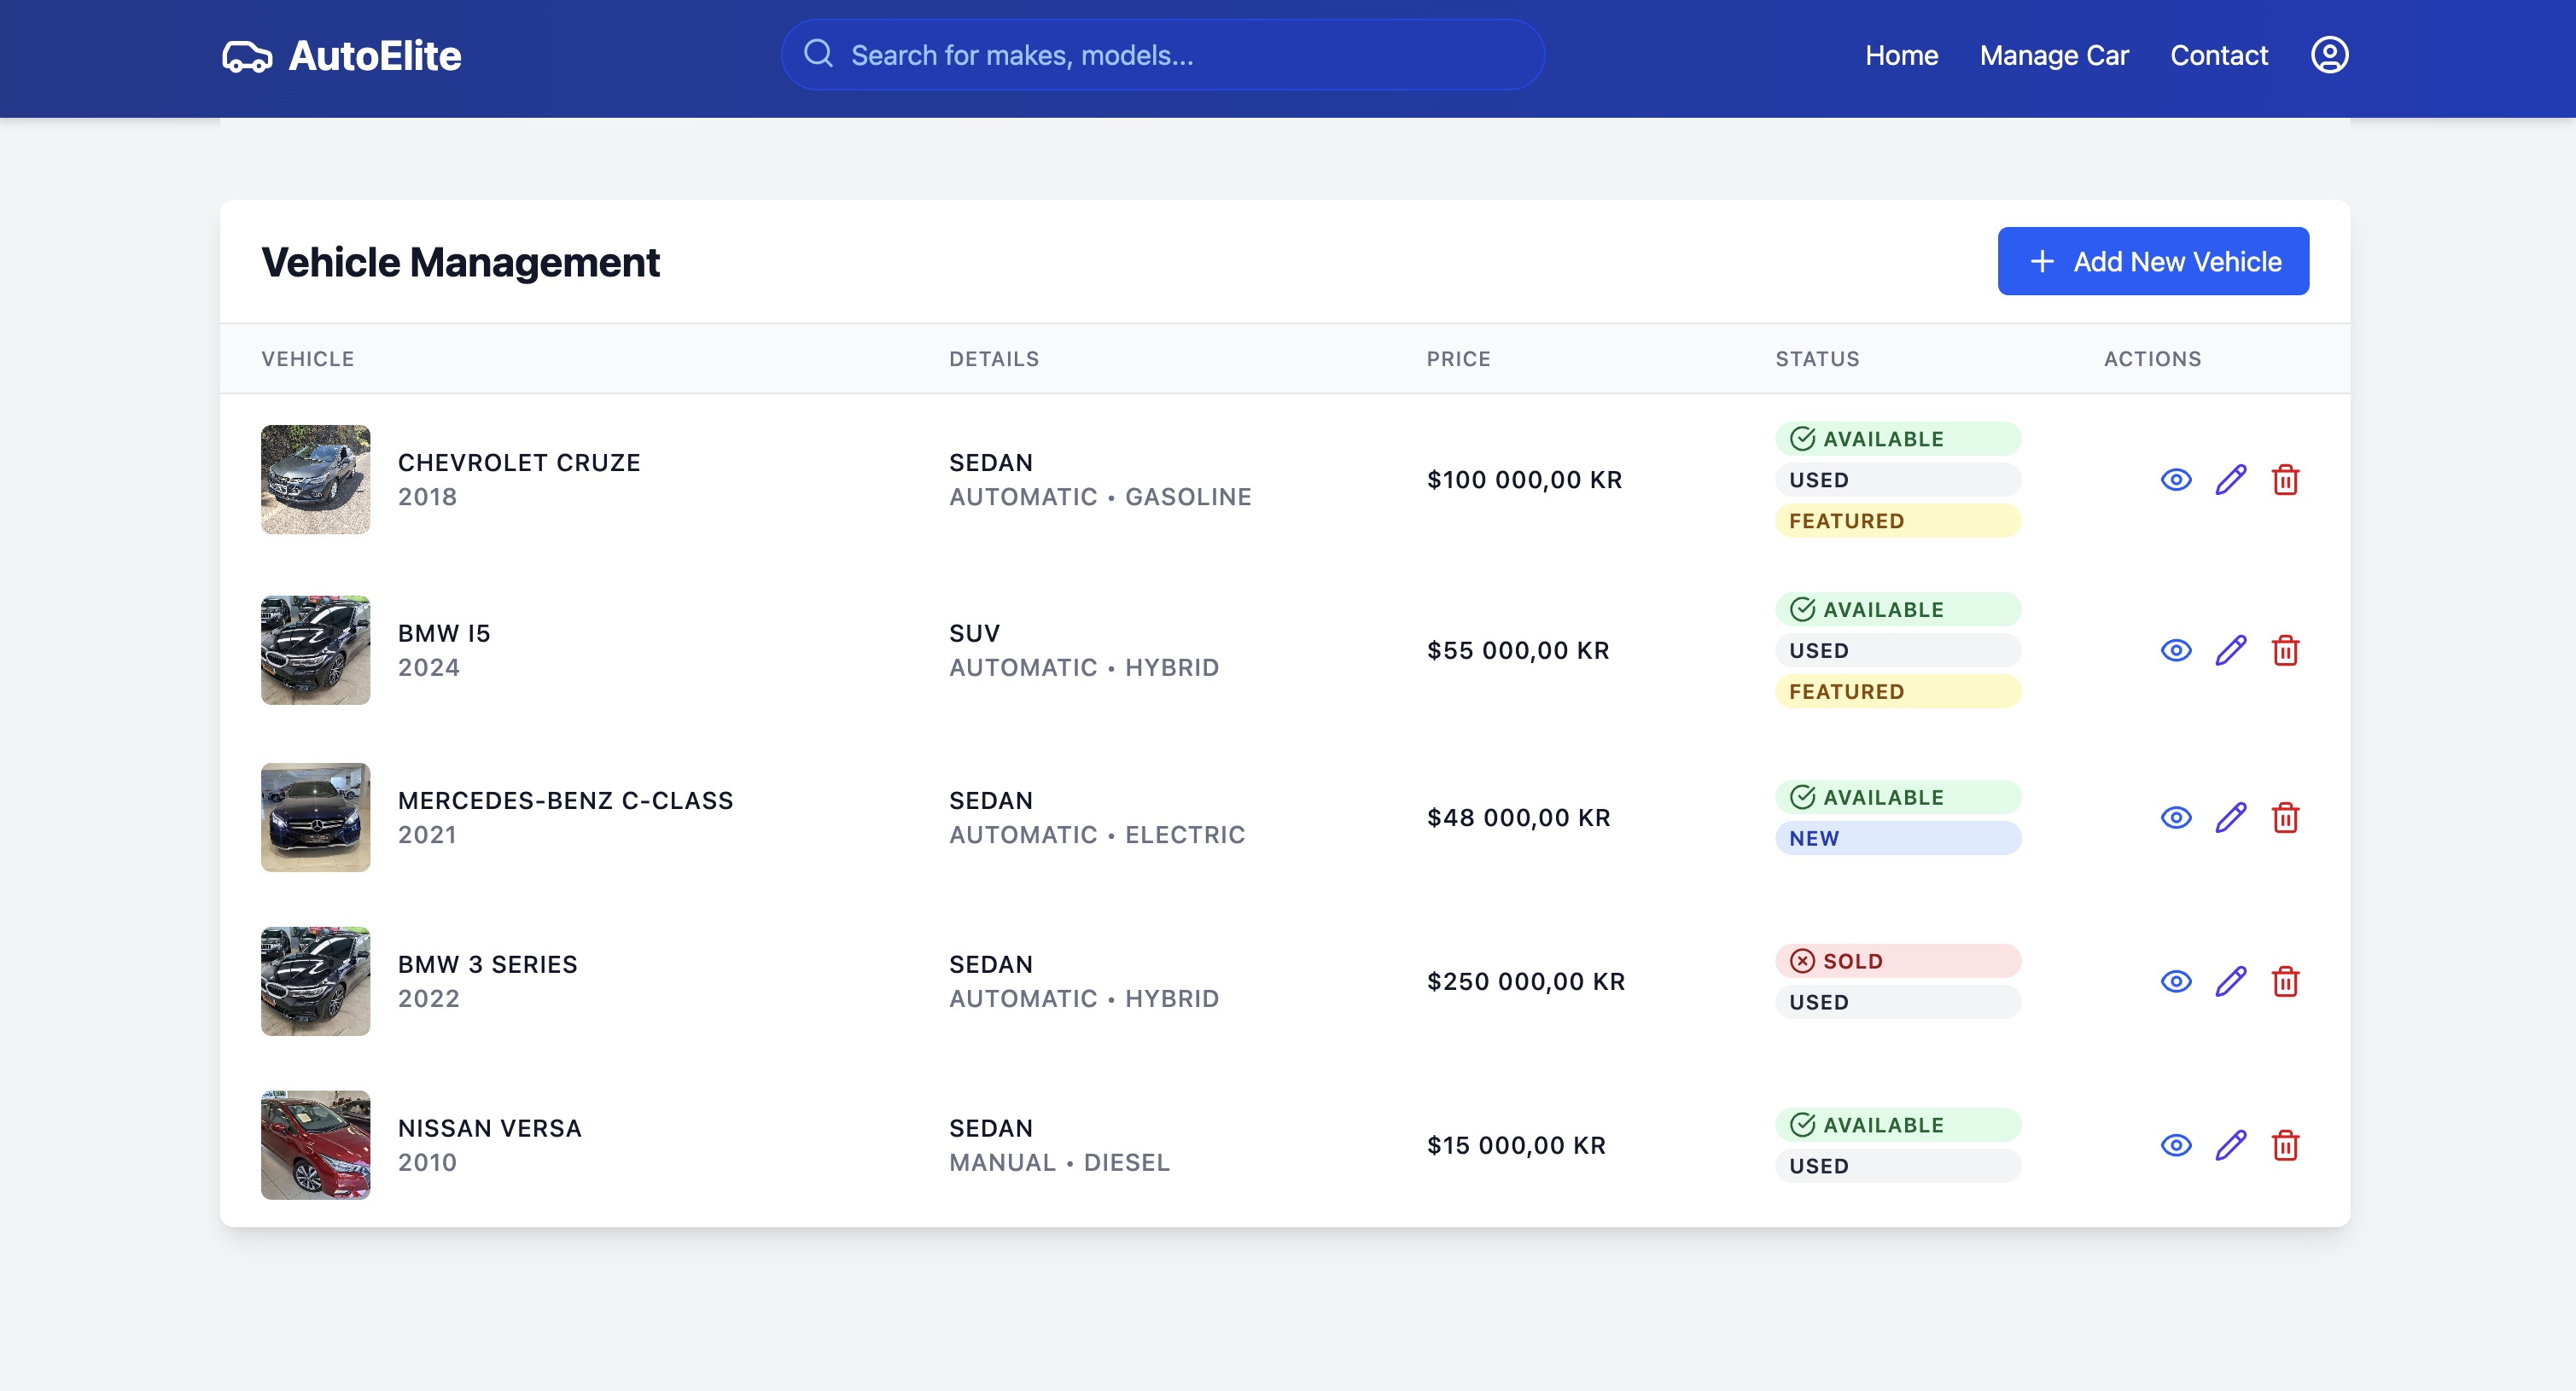 AutoElite
Search for makes, models...
Home
Manage Car
Contact
Vehicle Management
Add New Vehicle
VEHICLE DETAILS PRICE STATUS ACTIONS
CHEVROLET CRUZE
2018
SEDAN
AUTOMATIC • GASOLINE
$100 000,00 KR
AVAILABLE
USED
FEATURED
BMW I5
2024
SUV
AUTOMATIC • HYBRID
$55 000,00 KR
AVAILABLE
USED
FEATURED
MERCEDES-BENZ C-CLASS
2021
SEDAN
AUTOMATIC • ELECTRIC
$48 000,00 KR
AVAILABLE
NEW
BMW 3 SERIES
2022
SEDAN
AUTOMATIC • HYBRID
$250 000,00 KR
SOLD
USED
NISSAN VERSA
2010
SEDAN
MANUAL • DIESEL
$15 000,00 KR
AVAILABLE
USED